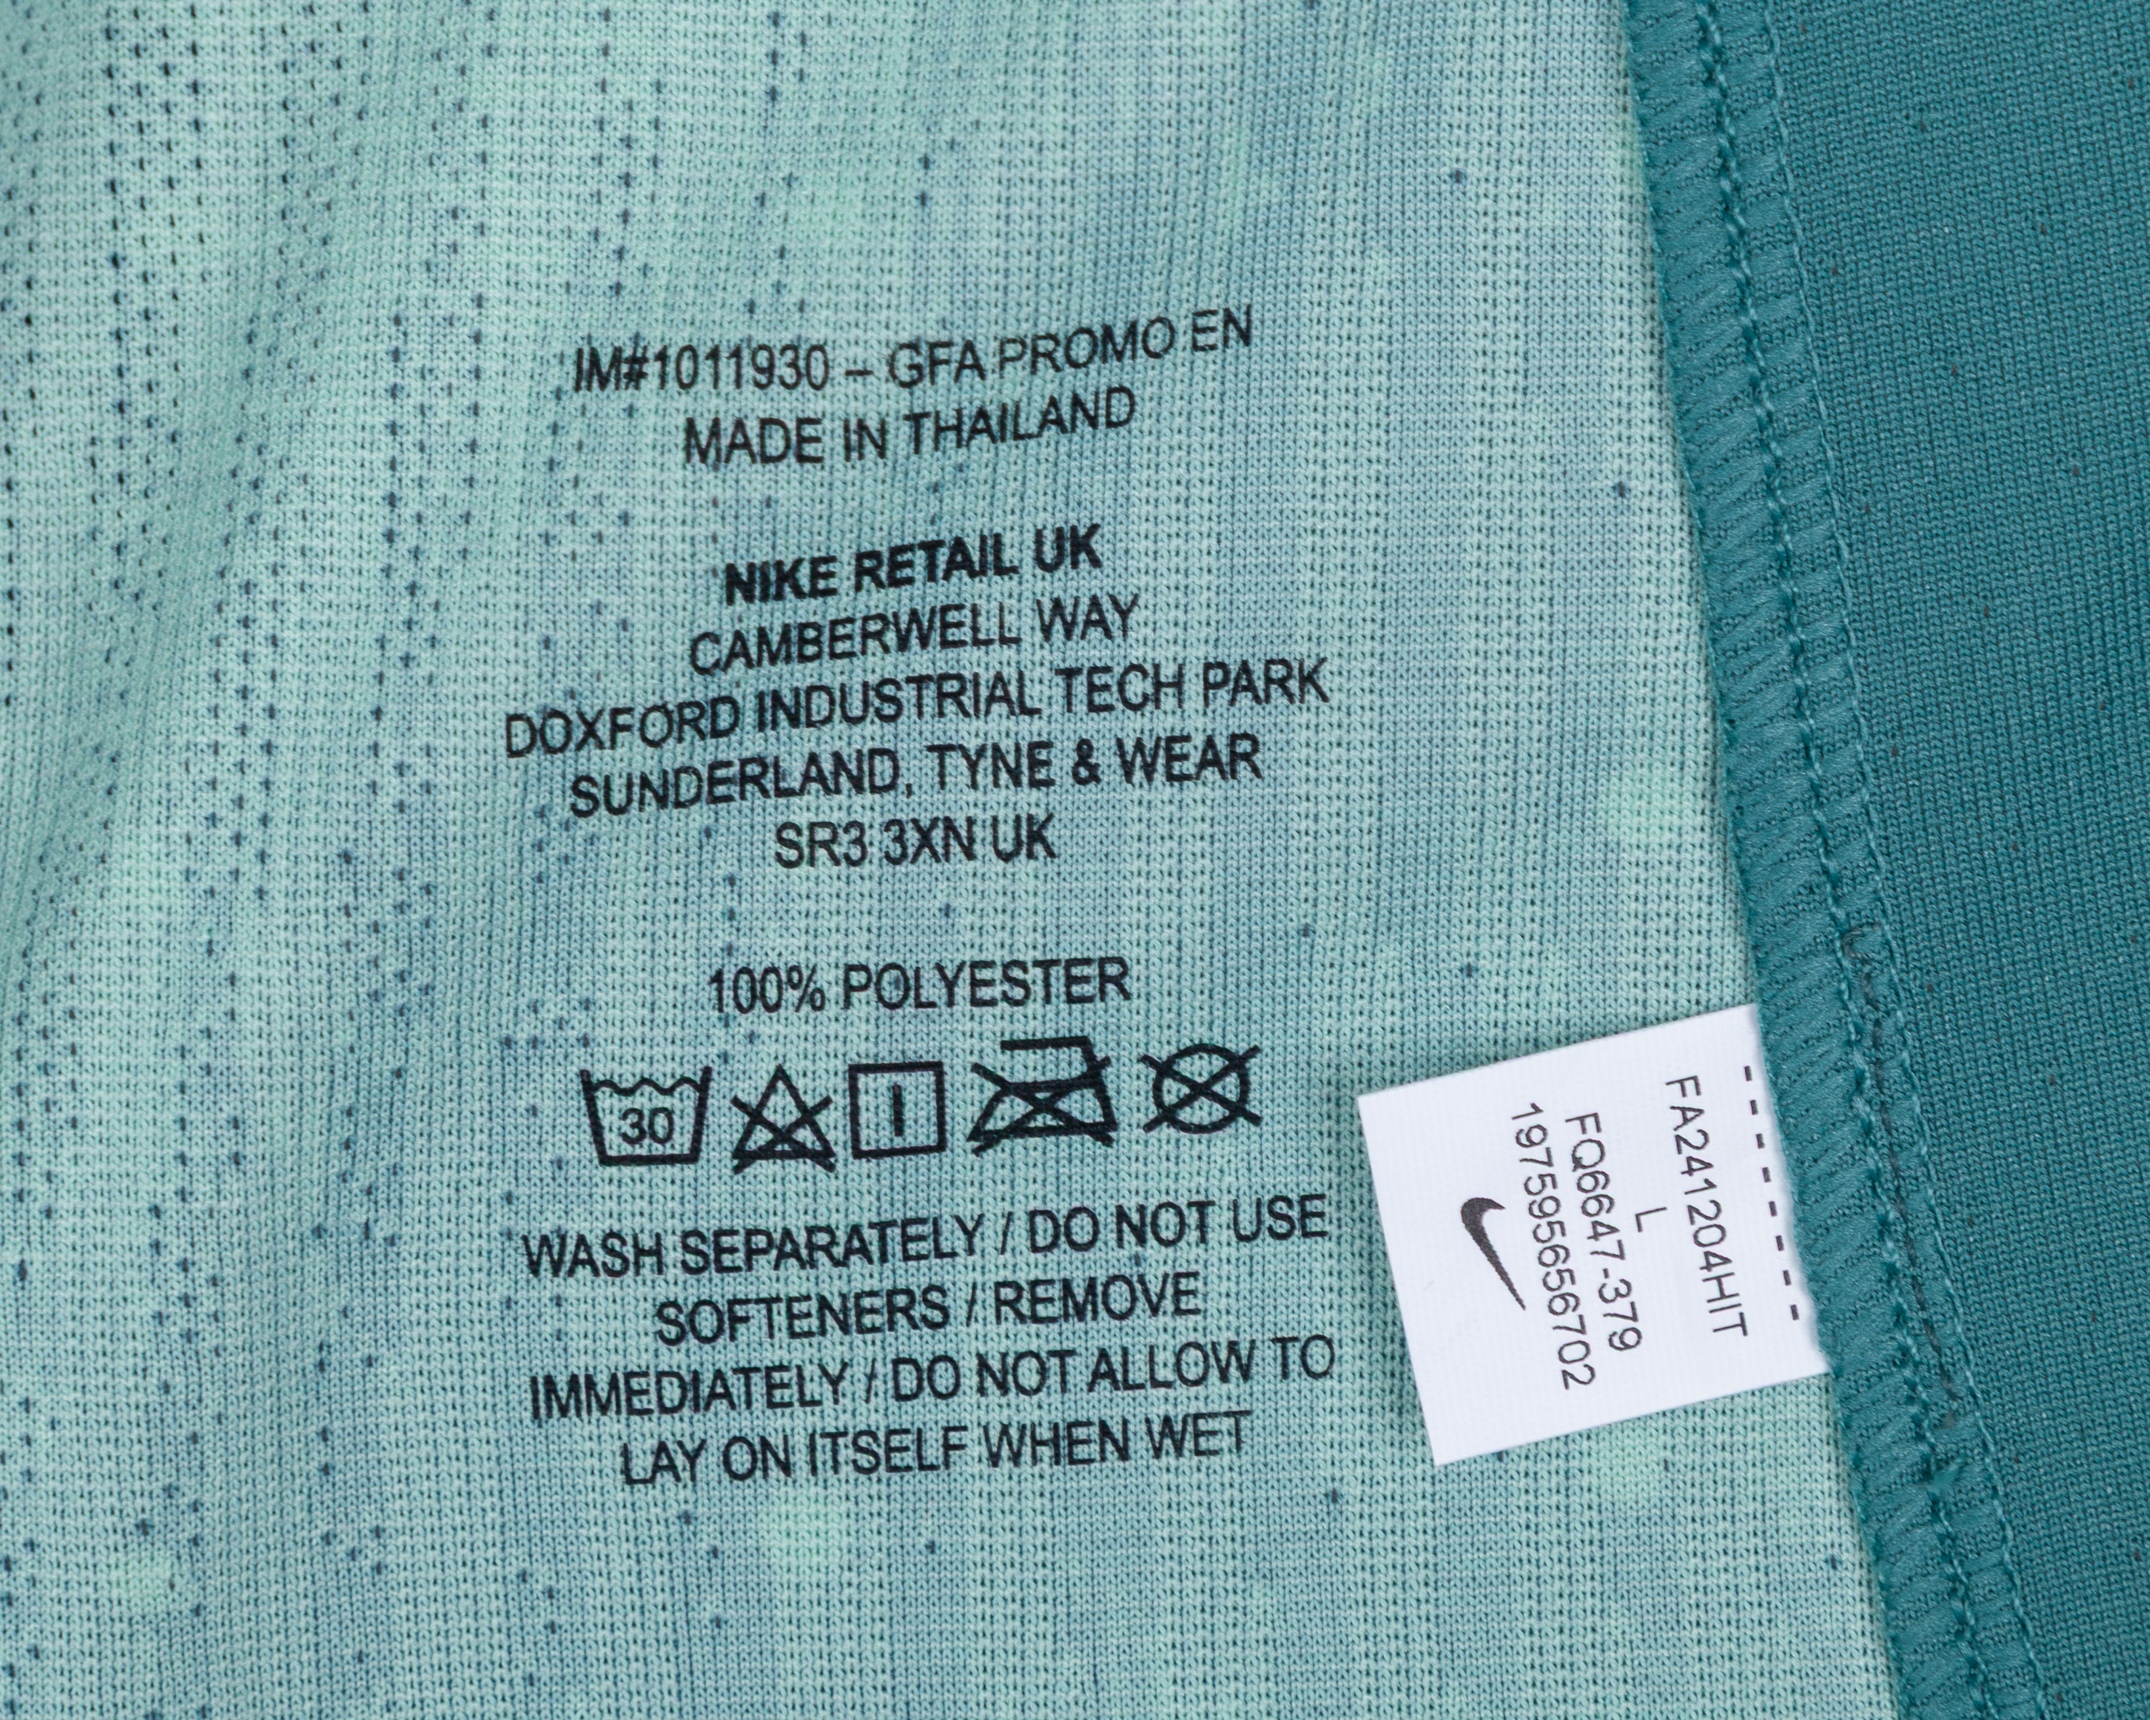 IM#1011930 – GFA PROMO EN
MADE IN THAILAND
NIKE RETAIL UK
CAMBERWELL WAY
DOXFORD INDUSTRIAL TECH PARK
SUNDERLAND, TYNE & WEAR
SR3 3XN UK
100% POLYESTER
30
WASH SEPARATELY / DO NOT USE
SOFTENERS / REMOVE
IMMEDIATELY / DO NOT ALLOW TO
LAY ON ITSELF WHEN WET
FA241204HIT
L
FQ6647-379
197595656702